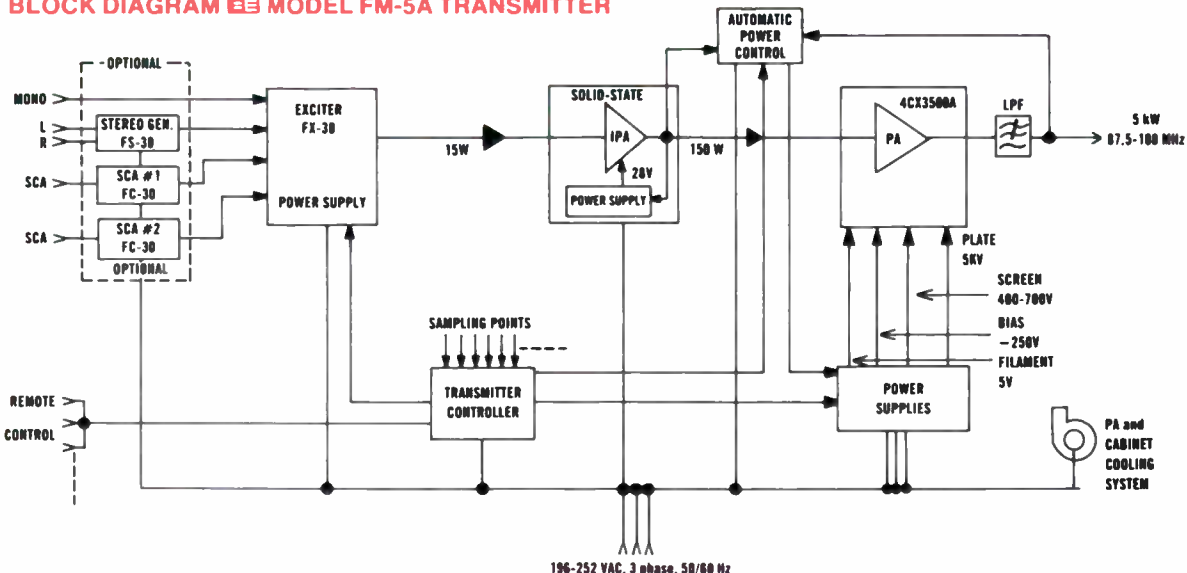 BLOCK DIAGRAM MODEL FM-5A TRANSMITTER
OPTIONAL
MONO
L
R
STEREO GEN.
FS-30
SCA
SCA #1
FC-30
SCA
SCA #2
FC-30
OPTIONAL
EXCITER
FX-30
POWER SUPPLY
15W
SOLID-STATE
IPA
28V
POWER SUPPLY
150 W
AUTOMATIC
POWER
CONTROL
4CX3500A
PA
LPF
5 kW
87.5-108 MHz
PLATE
5KV
SCREEN
400-700V
BIAS
-250V
FILAMENT
5V
SAMPLING POINTS
TRANSMITTER
CONTROLLER
POWER
SUPPLIES
REMOTE
CONTROL
PA and
CABINET
COOLING
SYSTEM
196-252 VAC, 3 phase, 50/60 Hz